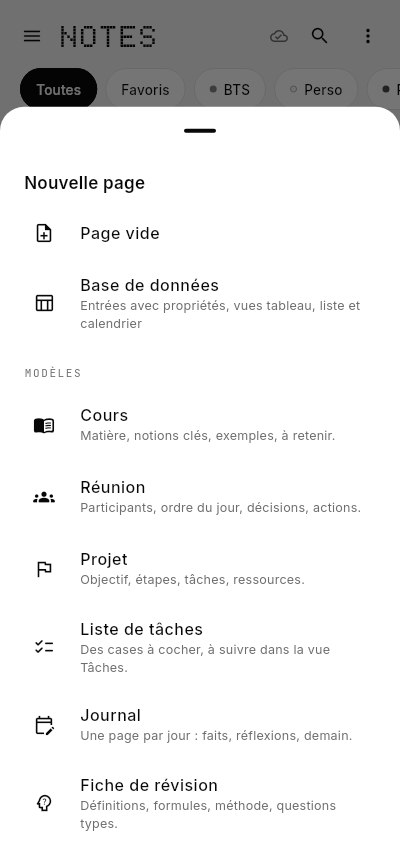 NOTES
Toutes
Favoris
BTS
Perso
Nouvelle page
Page vide
Base de données
Entrées avec propriétés, vues tableau, liste et
calendrier
MODÈLES
Cours
Matière, notions clés, exemples, à retenir.
Réunion
Participants, ordre du jour, décisions, actions.
Projet
Objectif, étapes, tâches, ressources.
Liste de tâches
Des cases à cocher, à suivre dans la vue
Tâches.
Journal
Une page par jour : faits, réflexions, demain.
Fiche de révision
Définitions, formules, méthode, questions
types.